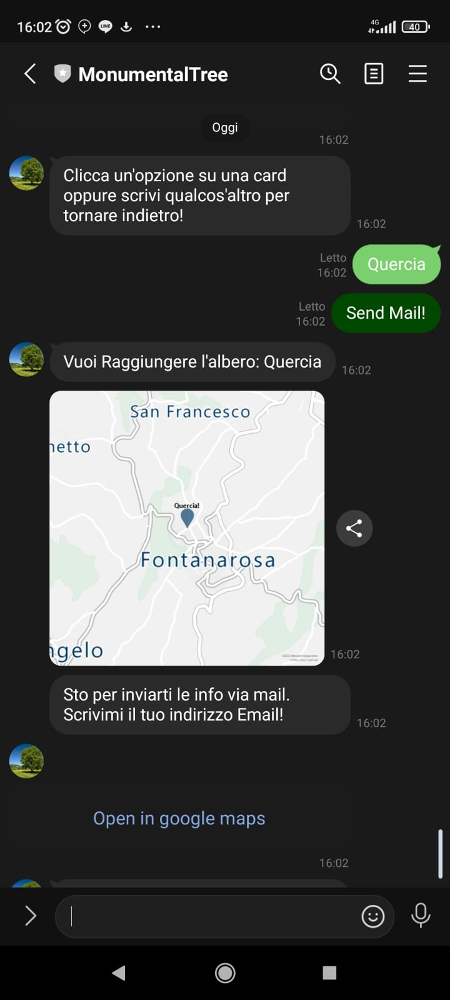 16:02
LINE
4G
40
MonumentalTree
Oggi
16:02
Clicca un'opzione su una card
oppure scrivi qualcos'altro per
tornare indietro!
16:02
Letto
16:02
Quercia
Letto
16:02
Send Mail!
Vuoi Raggiungere l'albero: Quercia
16:02
San Francesco
netto
Quercia!
Fontanarosa
ngelo
16:02
Sto per inviarti le info via mail.
Scrivimi il tuo indirizzo Email!
16:02
Open in google maps
16:02